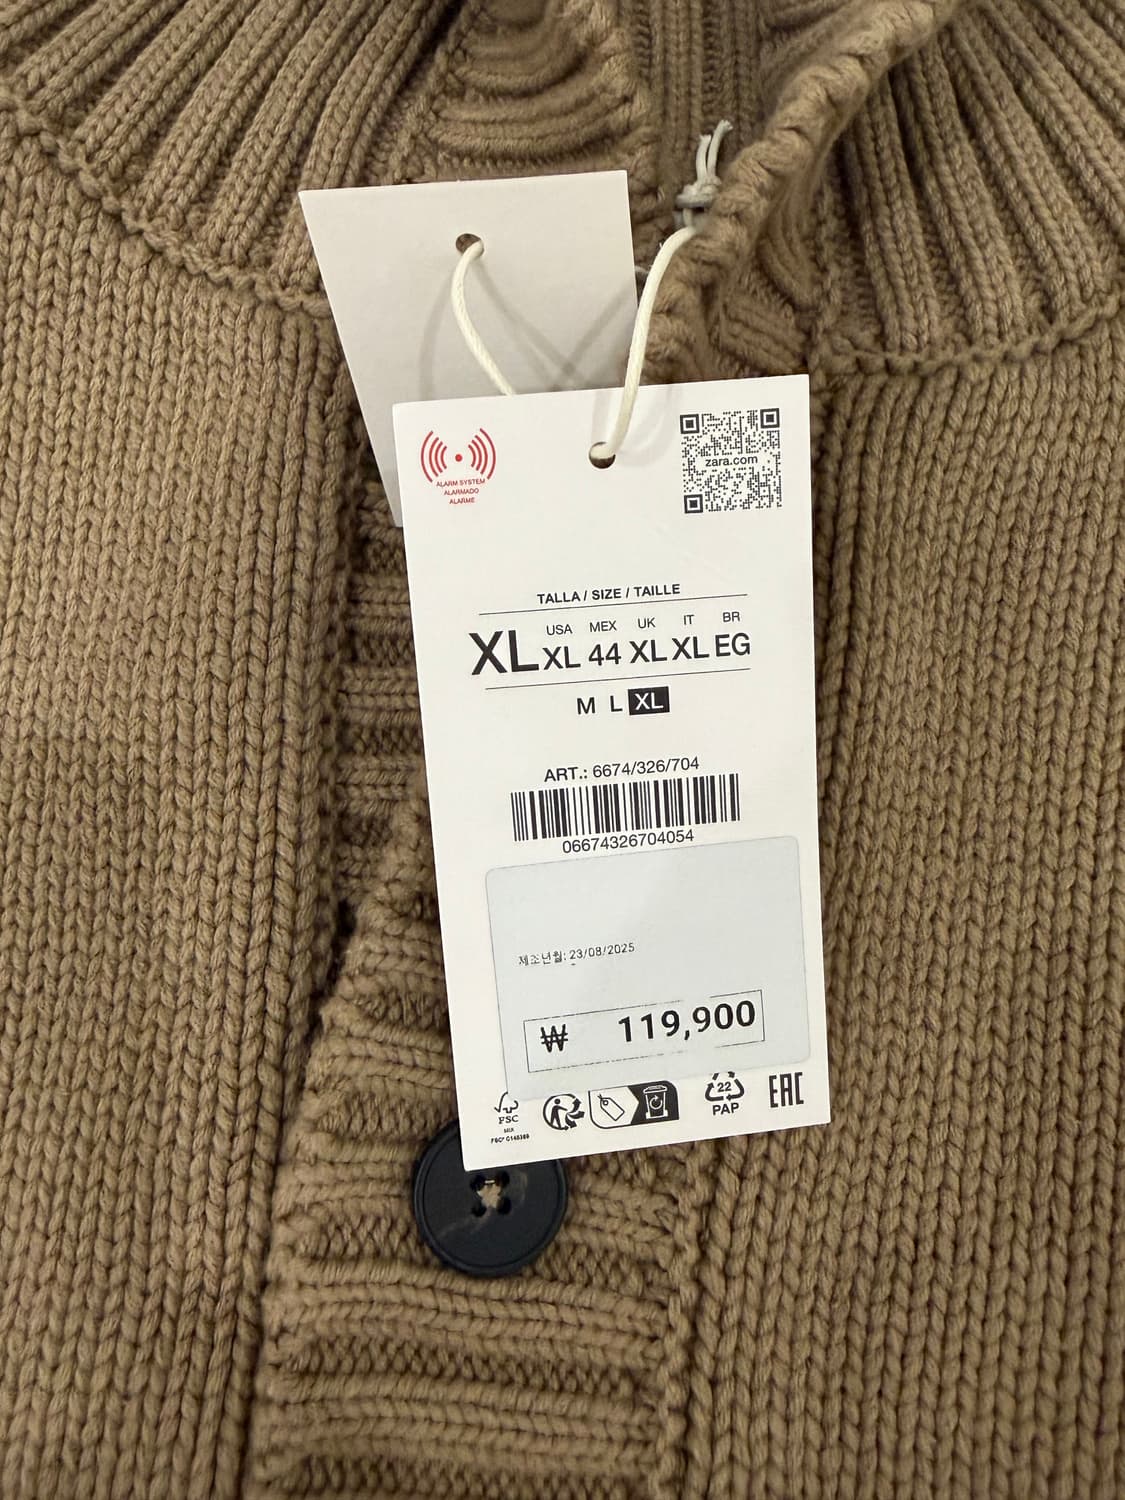 ALARM SYSTEM
ALARMADO
ALARME
zara.com
TALLA / SIZE / TAILLE
USA MEX UK IT BR
XL XL 44 XL XL EG
M L XL
ART.: 6674/326/704
06674326704054
제조년월: 23/08/2025
₩ 119,900
FSC
MIX
22
PAP
EAC